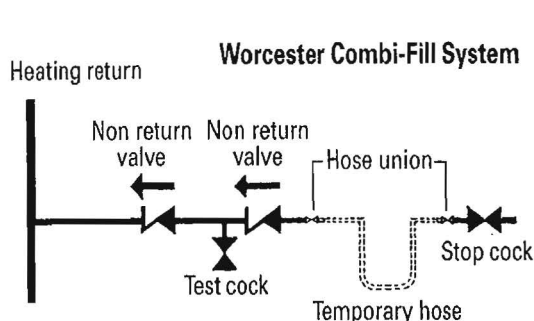 Worcester Combi-Fill System
Heating return
Non return
valve
Non return
valve
Hose union
Stop cock
Test cock
Temporary hose